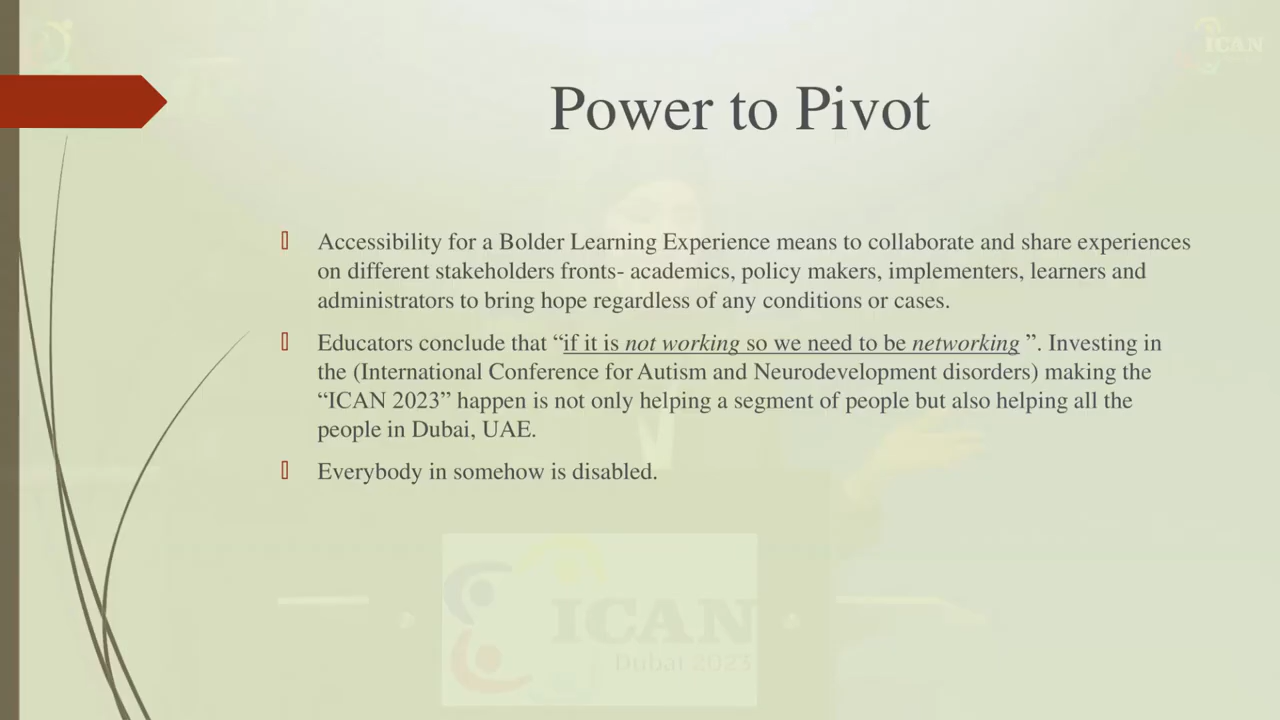 ICAN
Power to Pivot
Accessibility for a Bolder Learning Experience means to collaborate and share experiences
on different stakeholders fronts- academics, policy makers, implementers, learners and
administrators to bring hope regardless of any conditions or cases.
Educators conclude that “if it is not working so we need to be networking ”. Investing in
the (International Conference for Autism and Neurodevelopment disorders) making the
“ICAN 2023” happen is not only helping a segment of people but also helping all the
people in Dubai, UAE.
Everybody in somehow is disabled.
ICAN
Dubai 2023